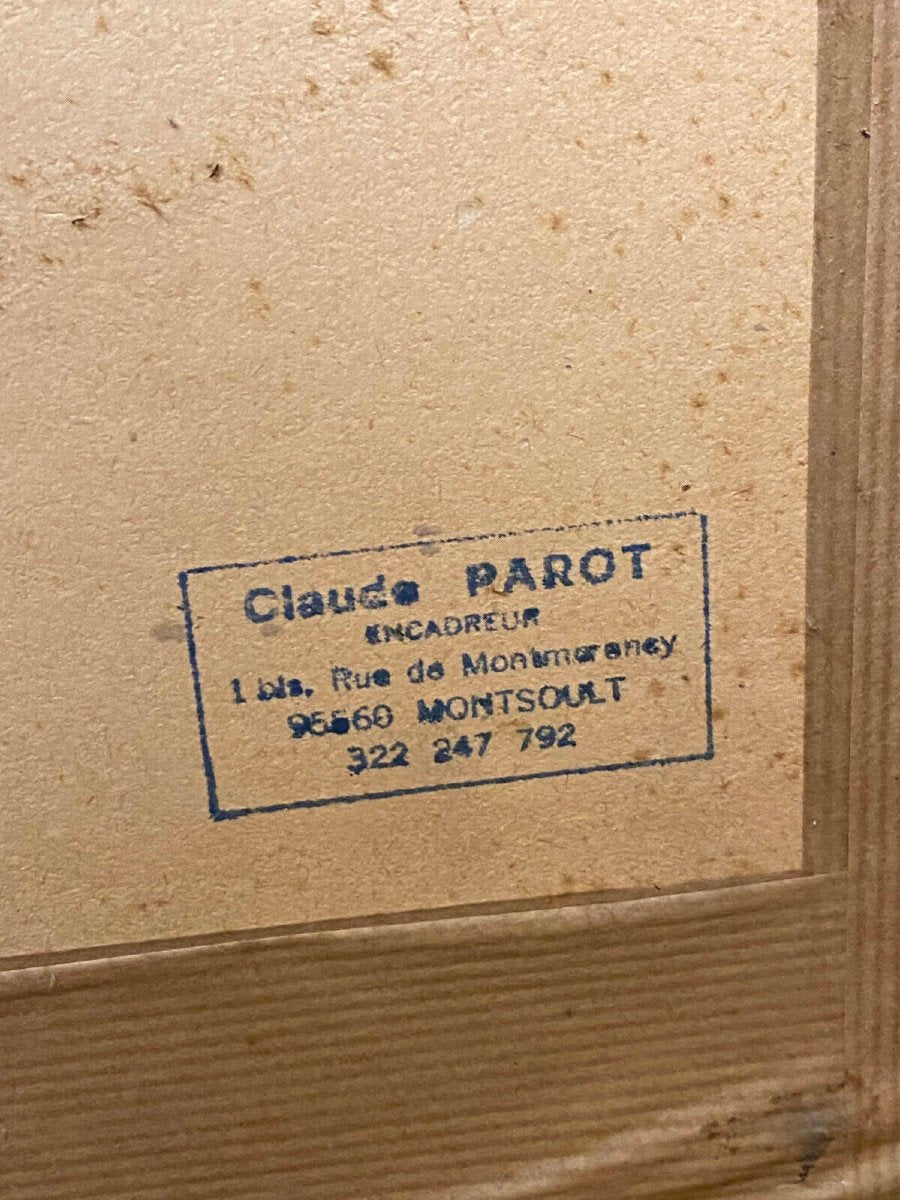 Claude PAROT
ENCADREUR
1 bis, Rue de Montmorency
95560 MONTSOULT
322 247 792